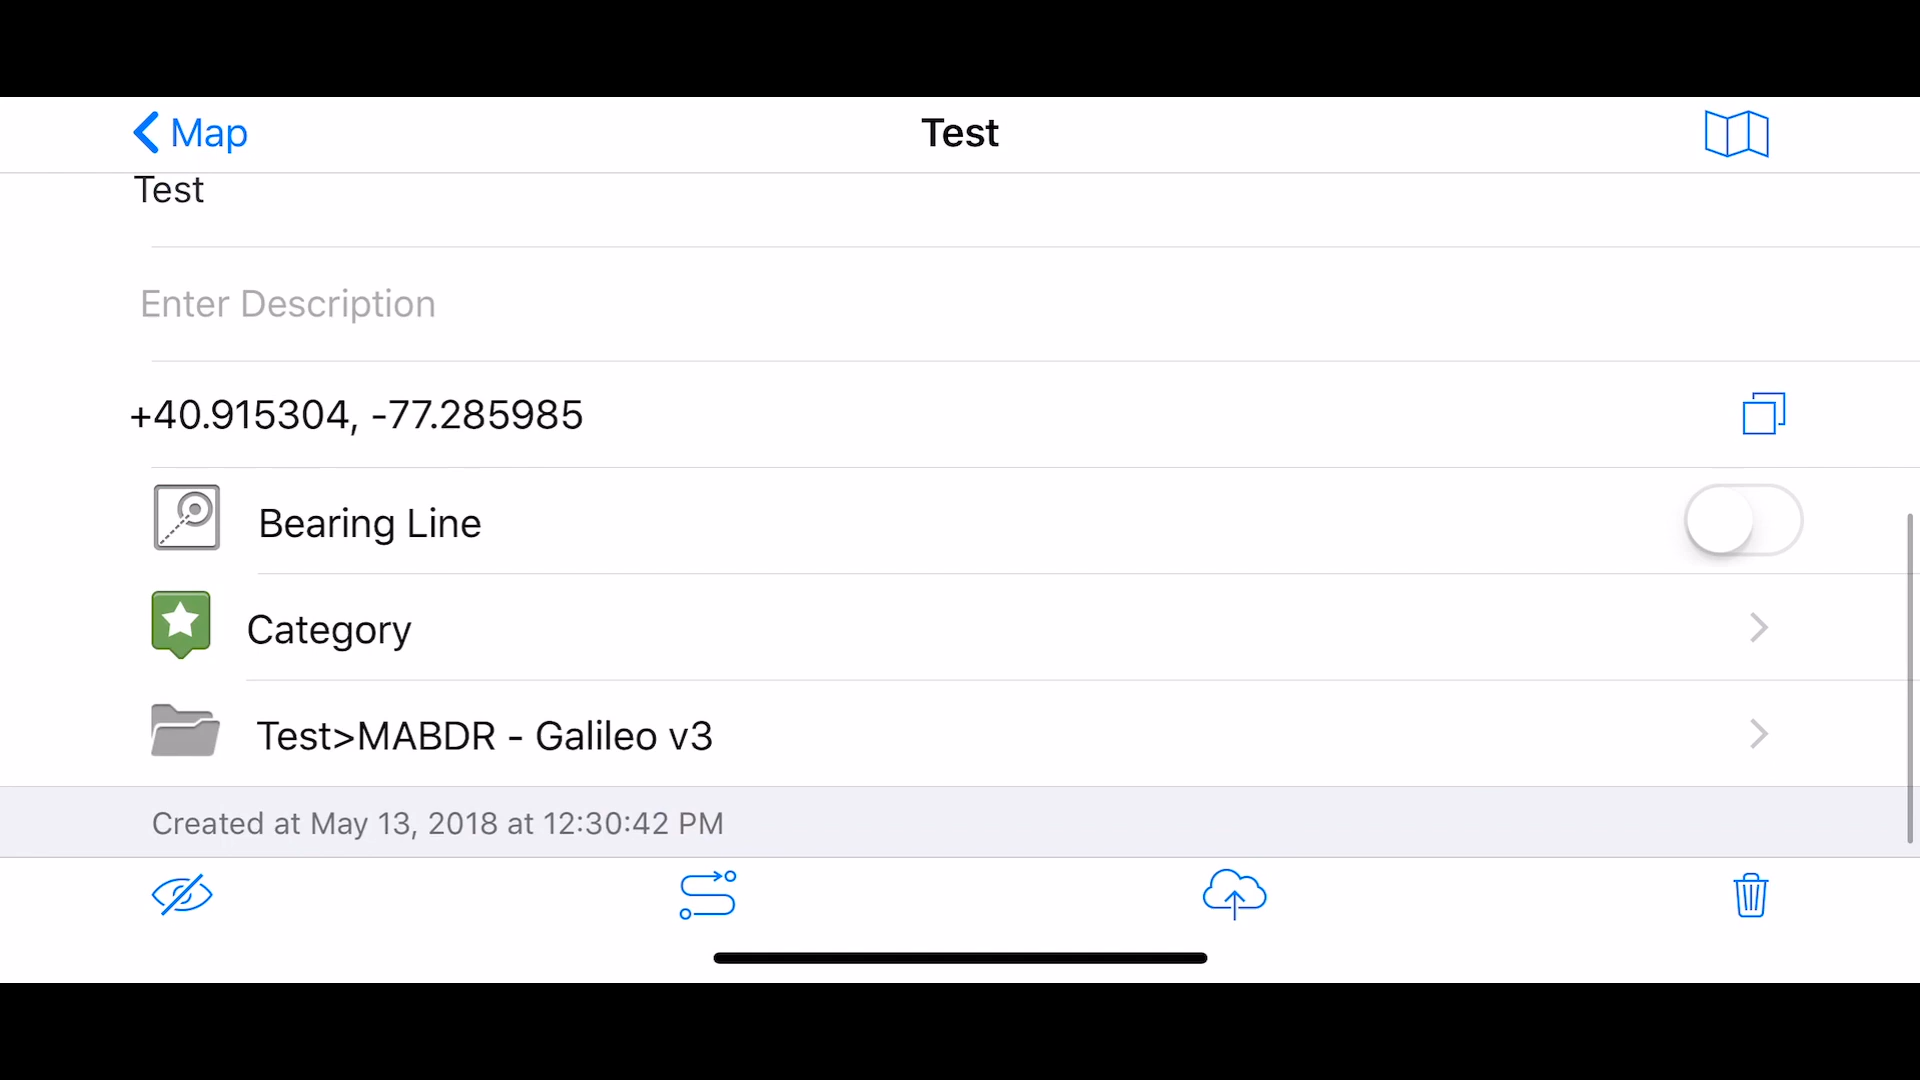 Map
Test
Test
Enter Description
+40.915304, -77.285985
Bearing Line
Category
Test>MABDR - Galileo v3
Created at May 13, 2018 at 12:30:42 PM